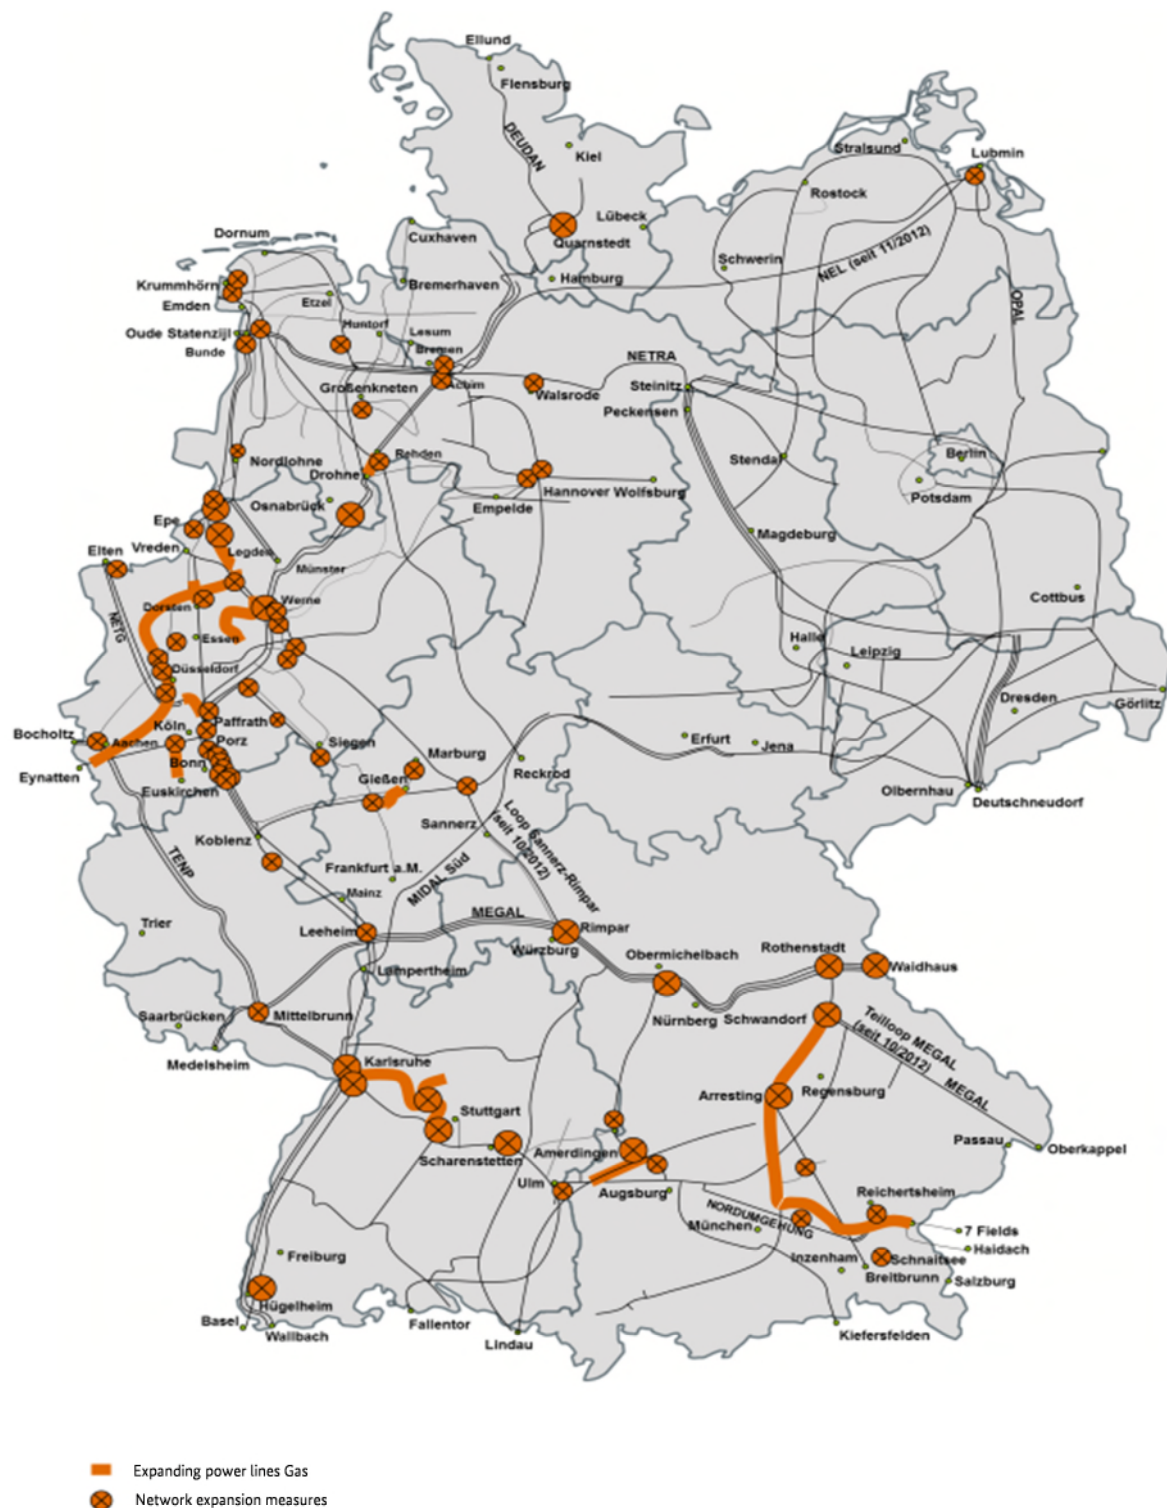 Ellund
Flensburg
DEUDAN
Kiel
Stralsund
Lubmin
Rostock
Lübeck
Cuxhaven
Dornum
Quarnstedt
Schwerin
NEL (seit 11/2012)
Hamburg
Krummhörn
Bremerhaven
Etzel
Emden
OPAL
Huntorf
Oude Statenzijl
Lesum
Bunde
Bremen
NETRA
Achim
Steinitz
Großenkneten
Walsrode
Peckensen
Rehden
Nordlohne
Drohne
Stendal
Berlin
Hannover Wolfsburg
Potsdam
Osnabrück
Empelde
Epe
Magdeburg
Vreden
Elten
Legden
Münster
Cottbus
Dorsten
Werne
NETG
Essen
Halle
Leipzig
Düsseldorf
Dresden
Görlitz
Köln
Paffrath
Bocholtz
Aachen
Porz
Siegen
Erfurt
Jena
Marburg
Bonn
Reckrod
Eynatten
Gießen
Euskirchen
Olbernhau
Deutschneudorf
Sannerz
Loop Sannerz-Rimpar
(seit 10/2012)
Koblenz
TENP
Frankfurt a.M.
MIDAL Süd
Mainz
MEGAL
Trier
Leeheim
Rimpar
Würzburg
Rothenstadt
Obermichelbach
Waidhaus
Lampertheim
Saarbrücken
Mittelbrunn
Nürnberg
Schwandorf
Teilloop MEGAL
(seit 10/2012)
MEGAL
Medelsheim
Karlsruhe
Arresting
Regensburg
Stuttgart
Passau
Oberkappel
Amerdingen
Scharenstetten
Ulm
Augsburg
Reichertsheim
NORDUMGEHUNG
München
7 Fields
Haidach
Freiburg
Inzenham
Schnaitsee
Breitbrunn
Salzburg
Hügelheim
Basel
Wallbach
Fallentor
Lindau
Kiefersfelden
Expanding power lines Gas
Network expansion measures